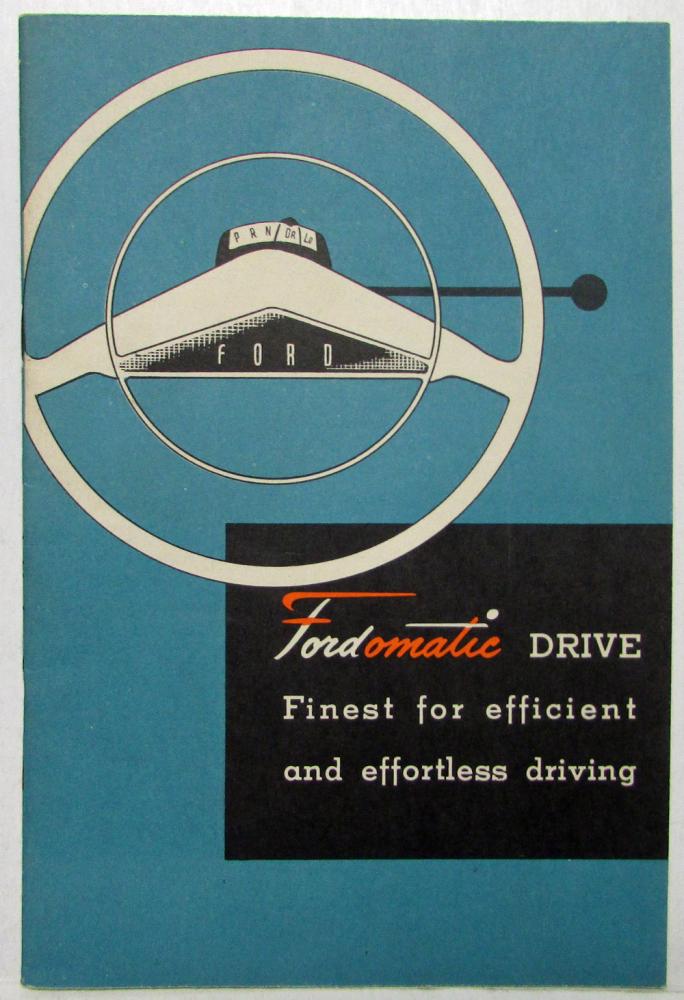 P R N DR Lo
FORD
Fordomatic DRIVE
Finest for efficient
and effortless driving